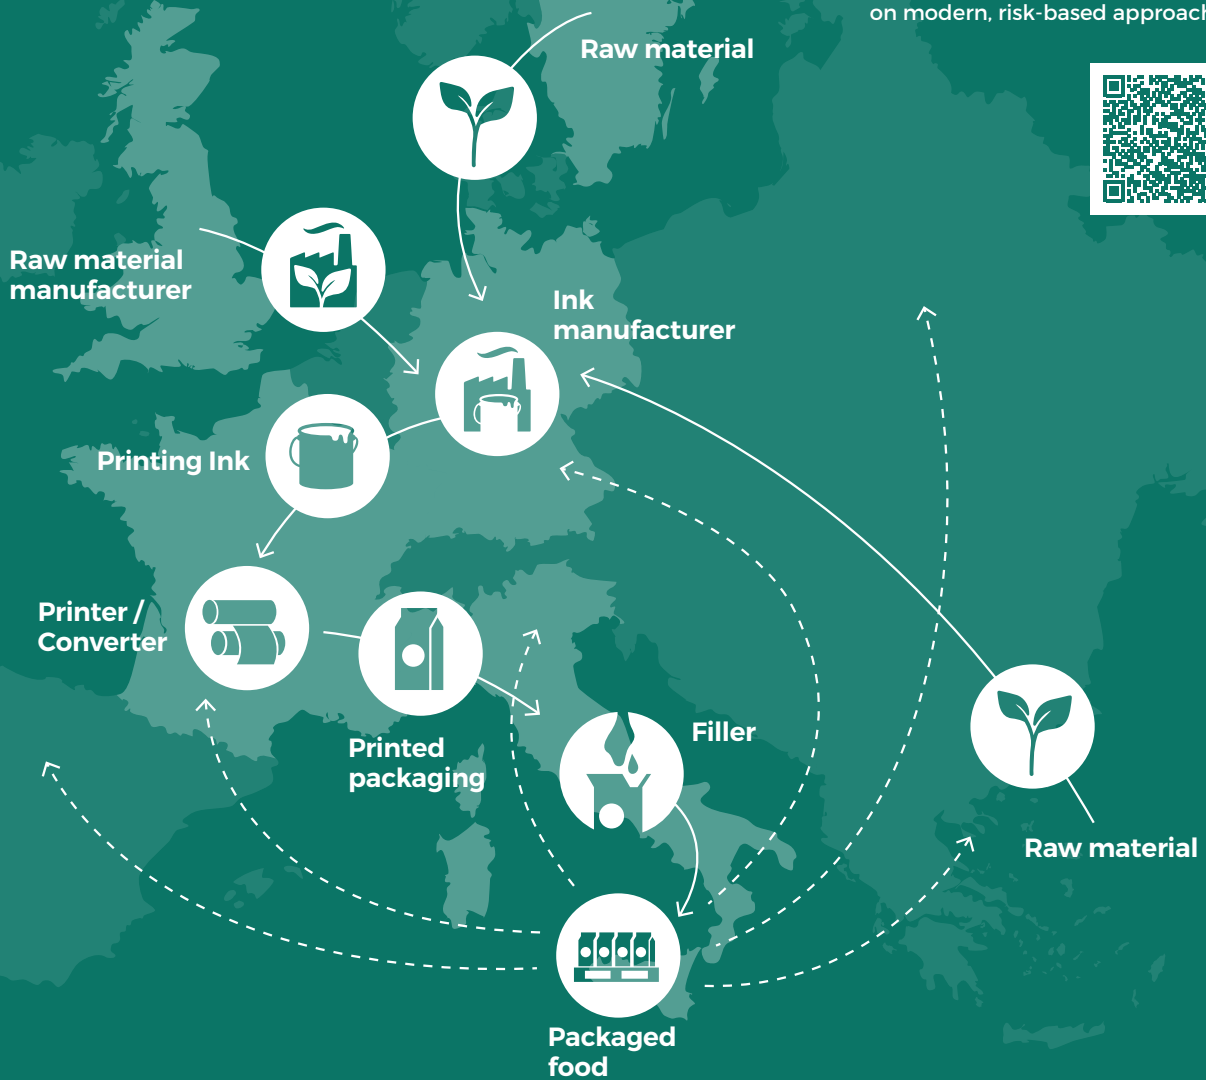 on modern, risk-based approach
Raw material
Raw material
manufacturer
Ink
manufacturer
Printing Ink
Printer /
Converter
Printed
packaging
Filler
Raw material
Packaged
food